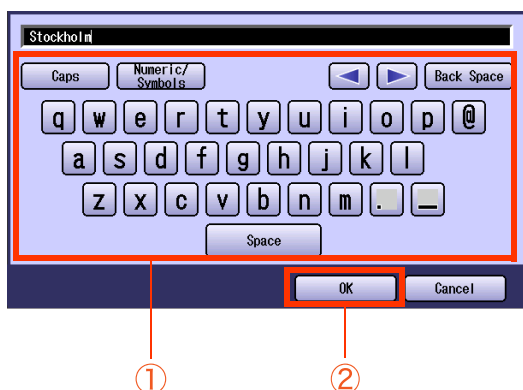 Stockholm
Caps Numeric/ Symbols ◀ ▶ Back Space
q w e r t y u i o p @
a s d f g h j k l
z x c v b n m . _
Space
OK Cancel
① ②